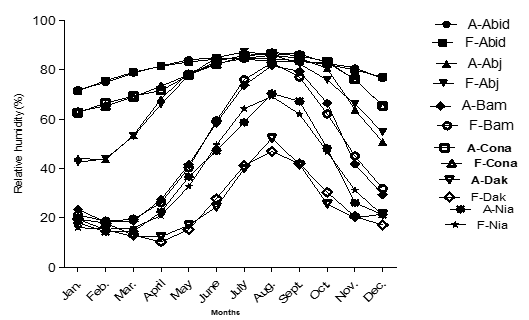 100
80
60
40
20
0
Relative humidity (%)
Jan.
Feb.
Mar.
April
May
June
July
Aug.
Sept.
Oct
Nov.
Dec.
Months
A-Abid
F-Abid
A-Abj
F-Abj
A-Bam
F-Bam
A-Cona
F-Cona
A-Dak
F-Dak
A-Nia
F-Nia